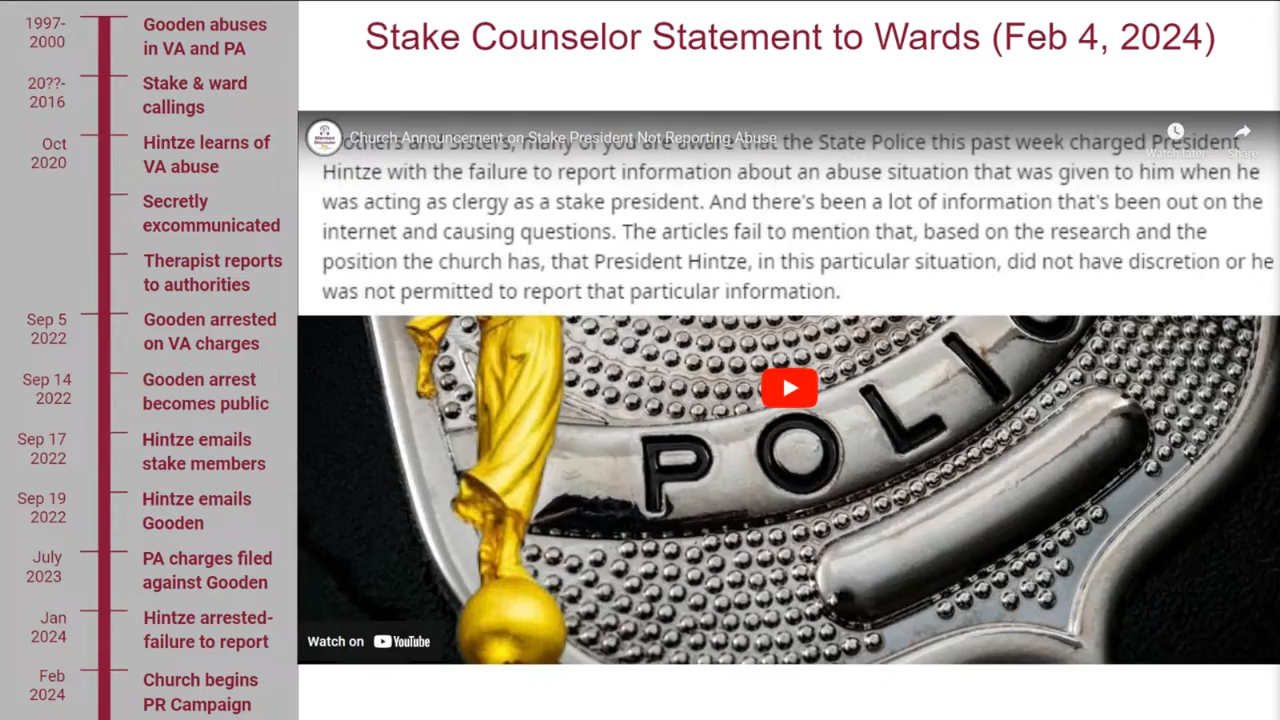 Stake Counselor Statement to Wards (Feb 4, 2024)
1997-
2000
Gooden abuses
in VA and PA
20??-
2016
Stake & ward
callings
Oct
2020
Hintze learns of
VA abuse
Secretly
excommunicated
Therapist reports
to authorities
Sep 5
2022
Gooden arrested
on VA charges
Sep 14
2022
Gooden arrest
becomes public
Sep 17
2022
Hintze emails
stake members
Sep 19
2022
Hintze emails
Gooden
July
2023
PA charges filed
against Gooden
Jan
2024
Hintze arrested-
failure to report
Feb
2024
Church begins
PR Campaign
Church Announcement on Stake President Not Reporting Abuse
Watch later
Share
the State Police this past week charged President
Hintze with the failure to report information about an abuse situation that was given to him when he
was acting as clergy as a stake president. And there's been a lot of information that's been out on the
internet and causing questions. The articles fail to mention that, based on the research and the
position the church has, that President Hintze, in this particular situation, did not have discretion or he
was not permitted to report that particular information.
POLIC
Watch on YouTube